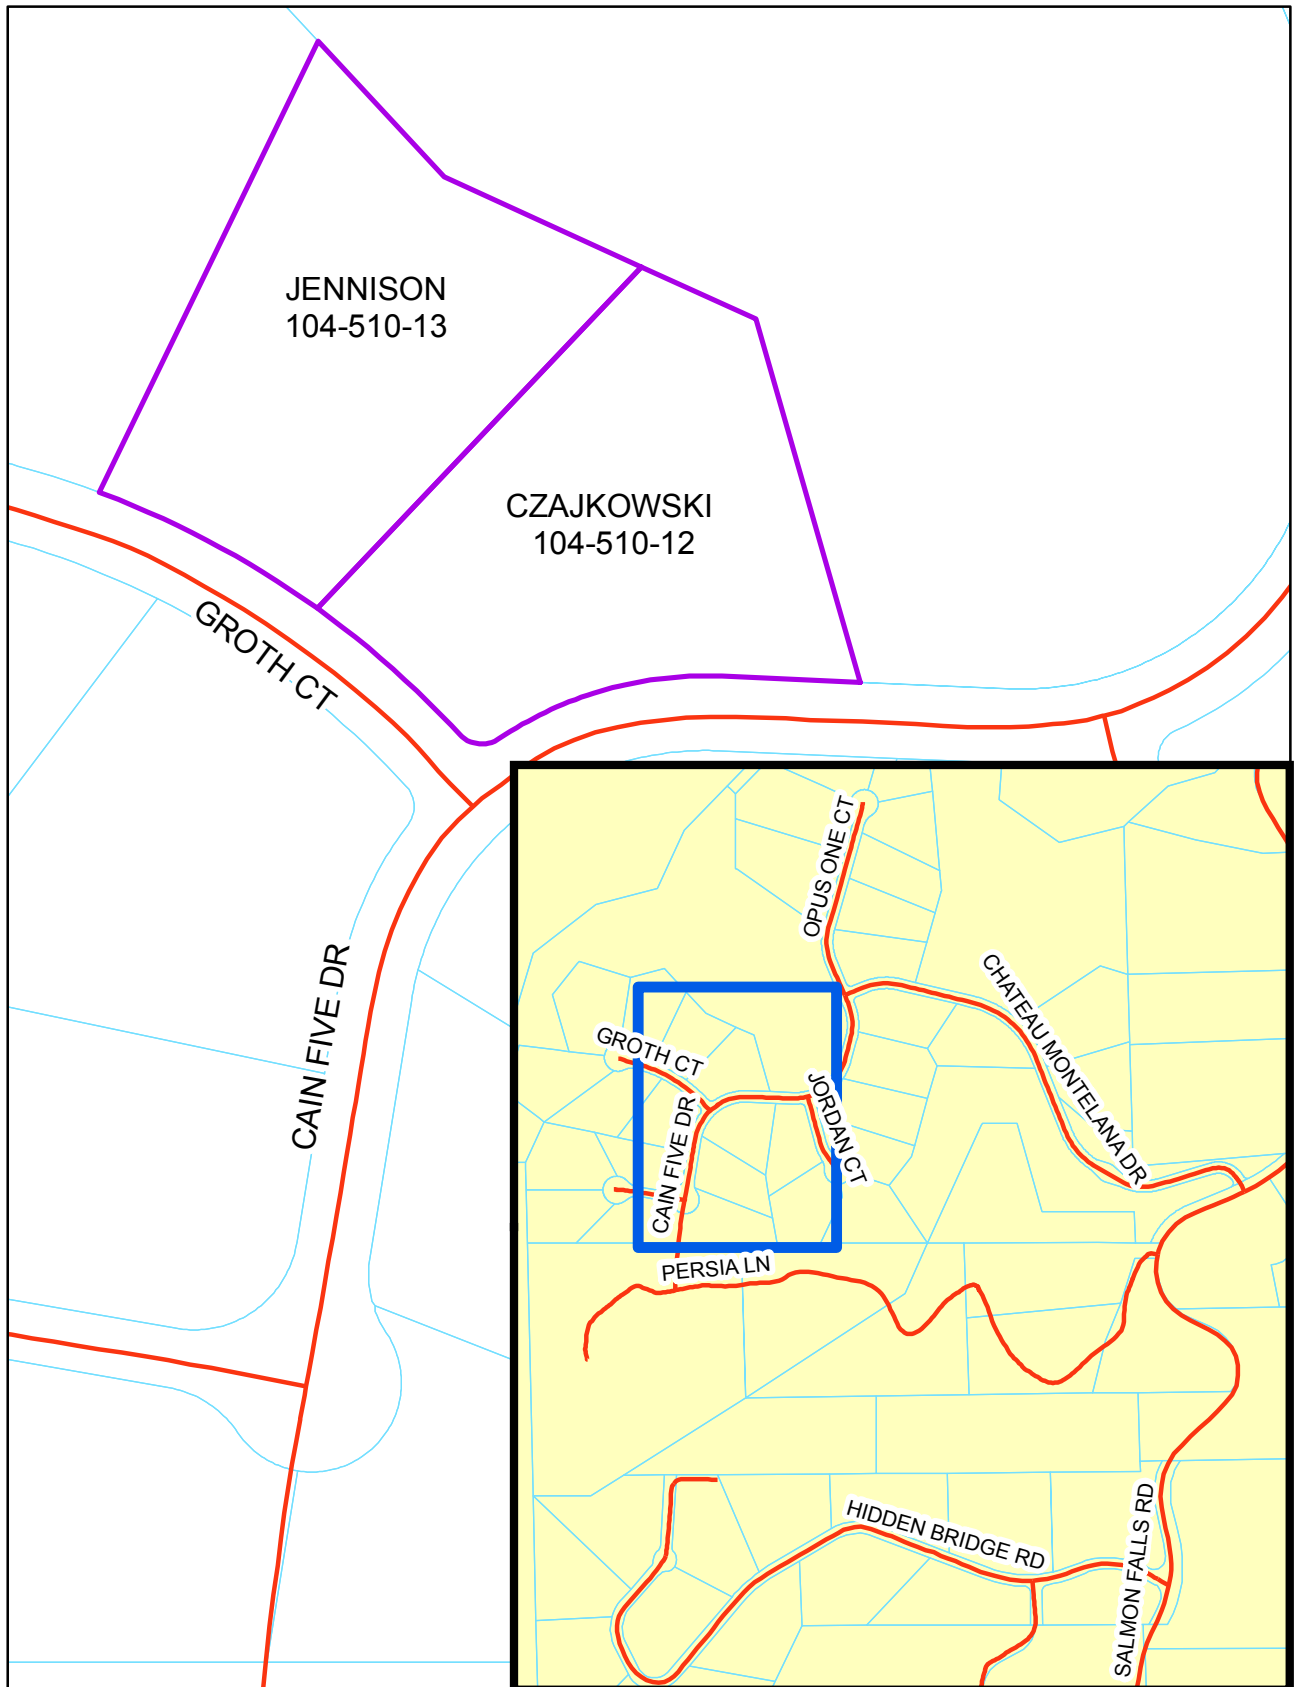 JENNISON
104-510-13
CZAJKOWSKI
104-510-12
GROTH CT
CAIN FIVE DR
OPUS ONE CT
CHATEAU MONTELANA DR
GROTH CT
JORDAN CT
CAIN FIVE DR
PERSIA LN
HIDDEN BRIDGE RD
SALMON FALLS RD